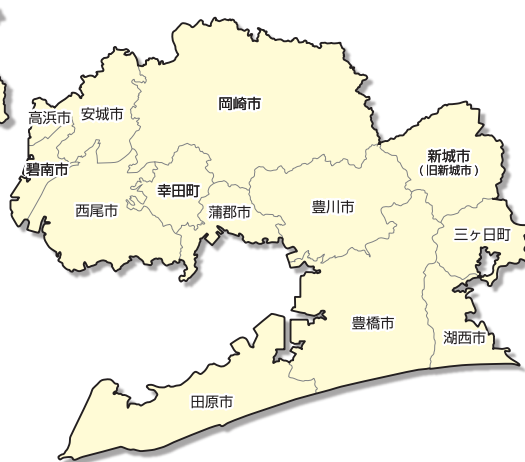 岡崎市
高浜市
安城市
碧南市
新城市
(旧新城市)
幸田町
西尾市
蒲郡市
豊川市
三ヶ日町
豊橋市
湖西市
田原市